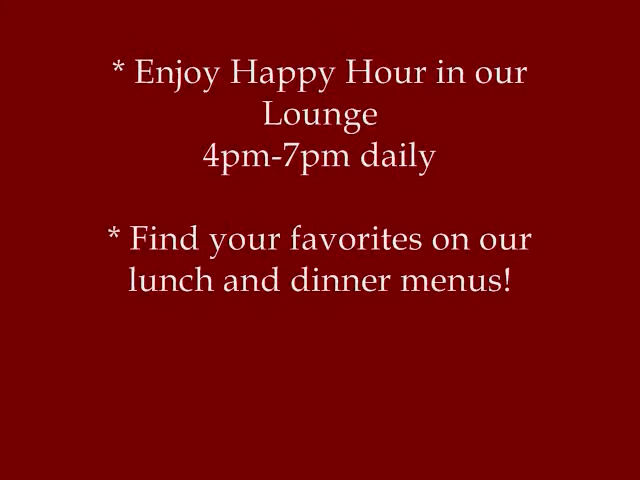 * Enjoy Happy Hour in our
Lounge
4pm-7pm daily
* Find your favorites on our
lunch and dinner menus!